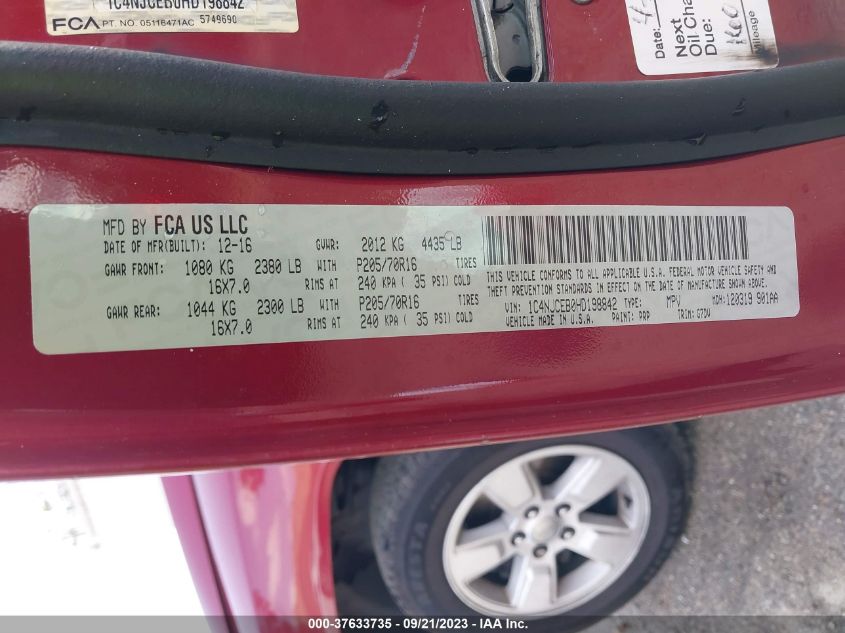 1C4NJCEB0HD198842
FCA PT. NO. 05116471AC 5749690
Date:
Next
Oil Cha
Due:
Mileage
MFD BY FCA US LLC
DATE OF MFR(BUILT): 12-16 GVWR: 2012 KG 4435 LB
GAWR FRONT: 1080 KG 2380 LB WITH P205/70R16 TIRES
16X7.0 RIMS AT 240 KPA ( 35 PSI) COLD
GAWR REAR: 1044 KG 2300 LB WITH P205/70R16 TIRES
16X7.0 RIMS AT 240 KPA ( 35 PSI) COLD
THIS VEHICLE CONFORMS TO ALL APPLICABLE U.S.A. FEDERAL MOTOR VEHICLE SAFETY AND
THEFT PREVENTION STANDARDS IN EFFECT ON THE DATE OF MANUFACTURE SHOWN ABOVE.
VIN: 1C4NJCEB0HD198842 TYPE: MPV MDH: 120319 901AA
VEHICLE MADE IN U.S.A. PAINT: PRP TRIM: G7DV
000-37633735 - 09/21/2023 - IAA Inc.